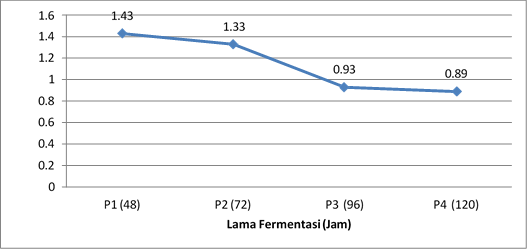 1.6
1.4
1.2
1
0.8
0.6
0.4
0.2
0
1.43
1.33
0.93
0.89
P1 (48)
P2 (72)
P3 (96)
P4 (120)
Lama Fermentasi (Jam)